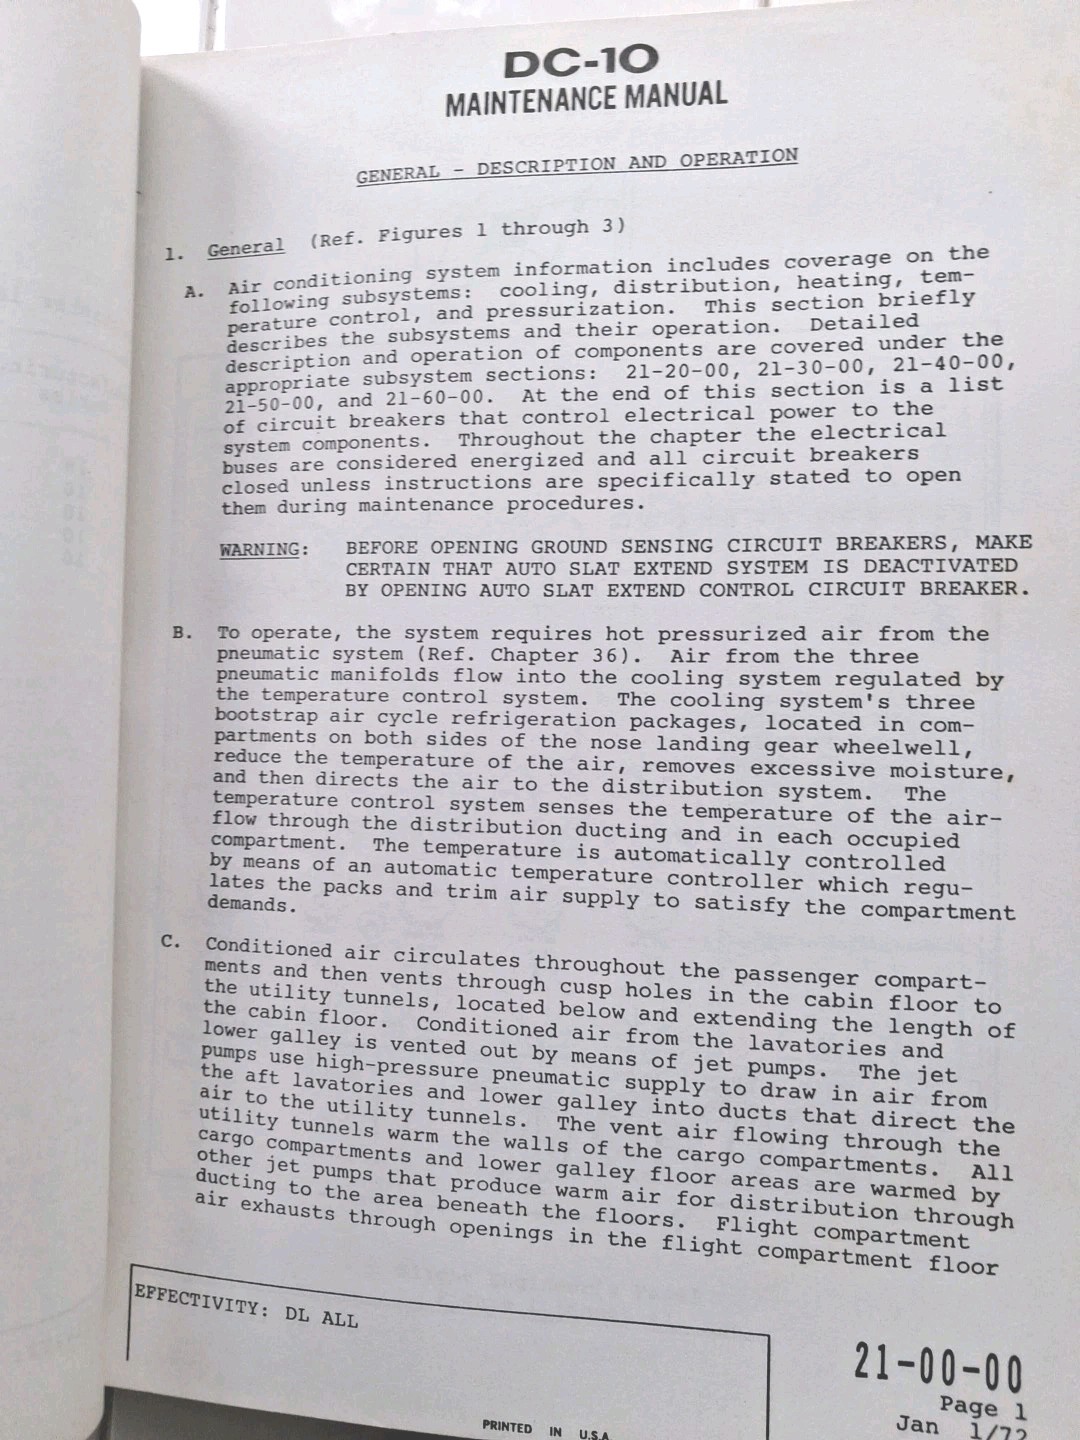 DC-10
MAINTENANCE MANUAL
GENERAL - DESCRIPTION AND OPERATION
1. General (Ref. Figures 1 through 3)
A. Air conditioning system information includes coverage on the
following subsystems: cooling, distribution, heating, tem-
perature control, and pressurization. This section briefly
describes the subsystems and their operation. Detailed
description and operation of components are covered under the
appropriate subsystem sections: 21-20-00, 21-30-00, 21-40-00,
21-50-00, and 21-60-00. At the end of this section is a list
of circuit breakers that control electrical power to the
system components. Throughout the chapter the electrical
buses are considered energized and all circuit breakers
closed unless instructions are specifically stated to open
them during maintenance procedures.
WARNING: BEFORE OPENING GROUND SENSING CIRCUIT BREAKERS, MAKE
CERTAIN THAT AUTO SLAT EXTEND SYSTEM IS DEACTIVATED
BY OPENING AUTO SLAT EXTEND CONTROL CIRCUIT BREAKER.
B. To operate, the system requires hot pressurized air from the
pneumatic system (Ref. Chapter 36). Air from the three
pneumatic manifolds flow into the cooling system regulated by
the temperature control system. The cooling system's three
bootstrap air cycle refrigeration packages, located in com-
partments on both sides of the nose landing gear wheelwell,
reduce the temperature of the air, removes excessive moisture,
and then directs the air to the distribution system. The
temperature control system senses the temperature of the air-
flow through the distribution ducting and in each occupied
compartment. The temperature is automatically controlled
by means of an automatic temperature controller which regu-
lates the packs and trim air supply to satisfy the compartment
demands.
C. Conditioned air circulates throughout the passenger compart-
ments and then vents through cusp holes in the cabin floor to
the utility tunnels, located below and extending the length of
the cabin floor. Conditioned air from the lavatories and
lower galley is vented out by means of jet pumps. The jet
pumps use high-pressure pneumatic supply to draw in air from
the aft lavatories and lower galley into ducts that direct the
air to the utility tunnels. The vent air flowing through the
utility tunnels warm the walls of the cargo compartments. All
cargo compartments and lower galley floor areas are warmed by
other jet pumps that produce warm air for distribution through
ducting to the area beneath the floors. Flight compartment
air exhausts through openings in the flight compartment floor
EFFECTIVITY: DL ALL
21-00-00
Page 1
Jan 1/72
PRINTED IN U.S.A.